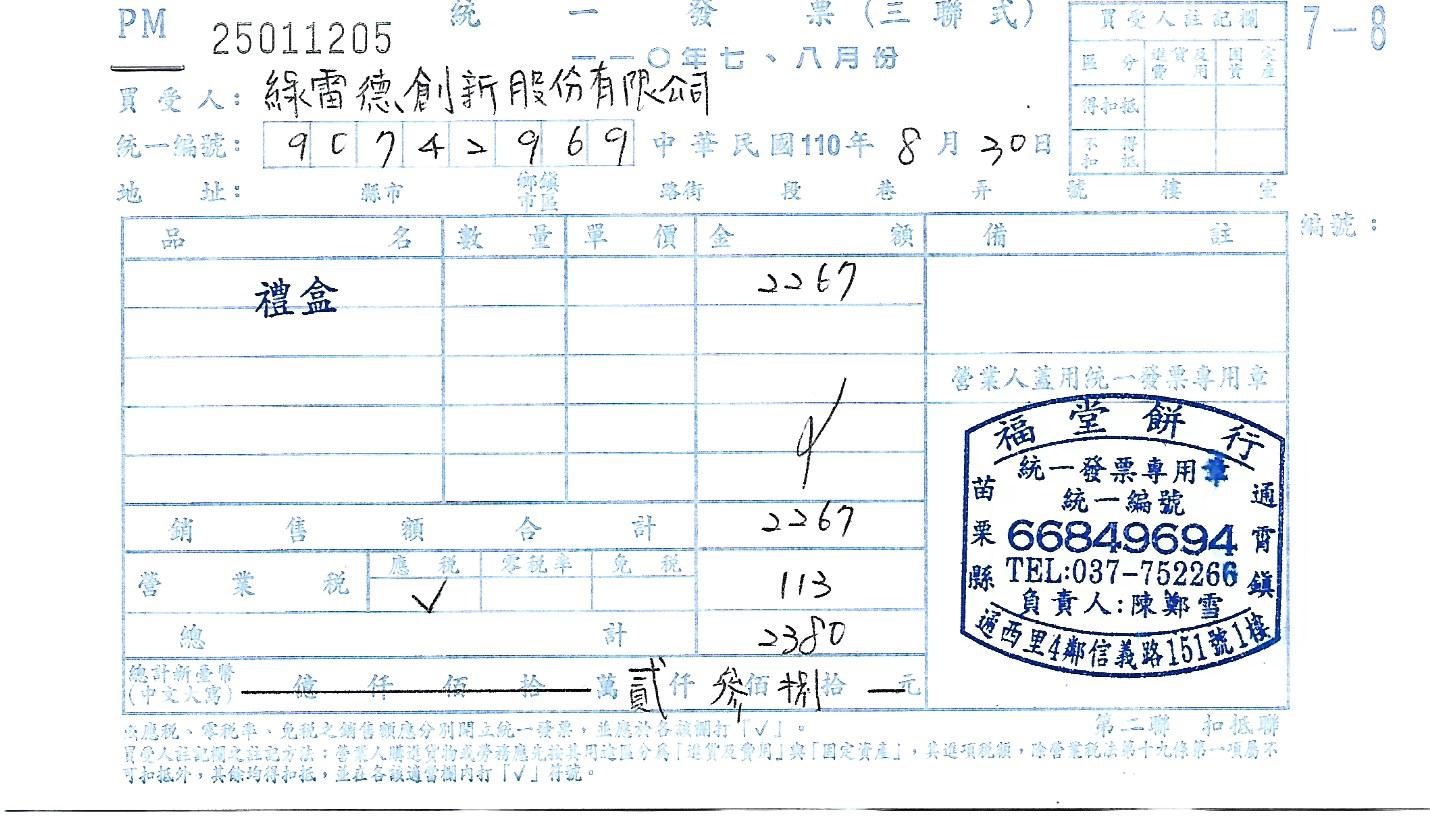 統一發票(三聯式)
PM 25011205
一一○年七、八月份
7-8
買受人註記欄
區分 進貨及費用 固定資產
得扣抵
不得扣抵
買受人: 綠雷德創新股份有限公司
統一編號: 90742969 中華民國110年8月30日
地址: 縣市 鄉鎮市區 路街 段 巷 弄 號 樓 室
品名 數量 單價 金額 備註 編號:
禮盒 2267
營業人蓋用統一發票專用章
福堂餅行
統一發票專用章
統一編號
66849694
TEL:037-752266
負責人:陳鄭雪
苗栗縣 通霄鎮
通西里4鄰信義路151號1樓
銷售額合計 2267
營業稅 應稅 零稅率 免稅
✓ 113
總計 2380
總計新臺幣(中文大寫) 億仟佰拾萬貳仟參佰捌拾元
第二聯 扣抵聯
※應稅、零稅率、免稅之銷售額應分別開立統一發票,並應於各該欄打「✓」。
買受人註記欄之註記方法:營業人購進貨物或勞務應先按其用途區分為「進貨及費用」與「固定資產」,其進項稅額,除營業稅法第十九條第一項屬不
可扣抵外,其餘均得扣抵,並在各該適當欄內打「✓」符號。